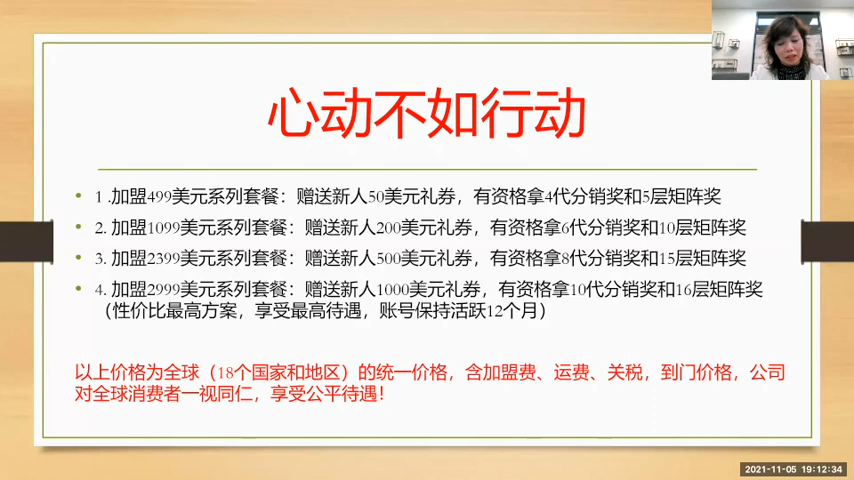 心动不如行动
• 1 .加盟499美元系列套餐：赠送新人50美元礼券，有资格拿4代分销奖和5层矩阵奖
• 2. 加盟1099美元系列套餐：赠送新人200美元礼券，有资格拿6代分销奖和10层矩阵奖
• 3. 加盟2399美元系列套餐：赠送新人500美元礼券，有资格拿8代分销奖和15层矩阵奖
• 4. 加盟2999美元系列套餐：赠送新人1000美元礼券，有资格拿10代分销奖和16层矩阵奖
（性价比最高方案，享受最高待遇，账号保持活跃12个月）
以上价格为全球（18个国家和地区）的统一价格，含加盟费、运费、关税，到门价格，公司
对全球消费者一视同仁，享受公平待遇！
2021-11-05 19:12:34